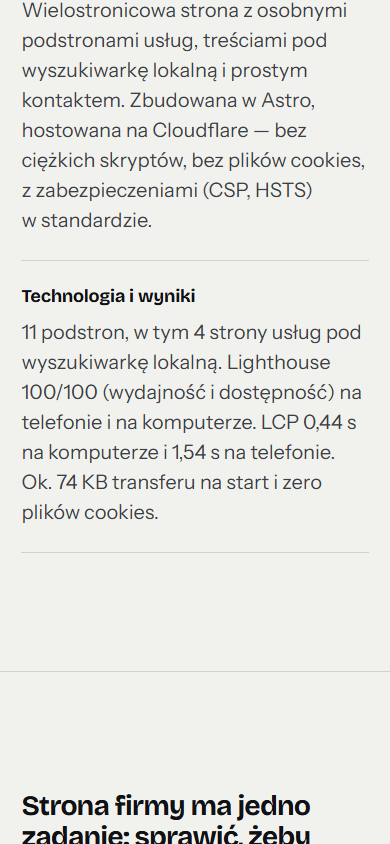 Wielostronicowa strona z osobnymi
podstronami usług, treściami pod
wyszukiwarkę lokalną i prostym
kontaktem. Zbudowana w Astro,
hostowana na Cloudflare — bez
ciężkich skryptów, bez plików cookies,
z zabezpieczeniami (CSP, HSTS)
w standardzie.
Technologia i wyniki
11 podstron, w tym 4 strony usług pod
wyszukiwarkę lokalną. Lighthouse
100/100 (wydajność i dostępność) na
telefonie i na komputerze. LCP 0,44 s
na komputerze i 1,54 s na telefonie.
Ok. 74 KB transferu na start i zero
plików cookies.
Strona firmy ma jedno
zadanie: sprawić, żeby